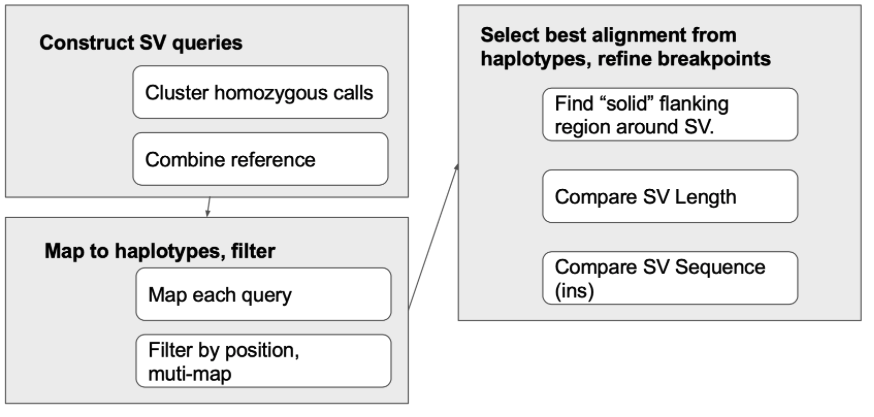 Construct SV queries
Cluster homozygous calls
Combine reference
Map to haplotypes, filter
Map each query
Filter by position,
muti-map
Select best alignment from
haplotypes, refine breakpoints
Find “solid” flanking
region around SV.
Compare SV Length
Compare SV Sequence
(ins)